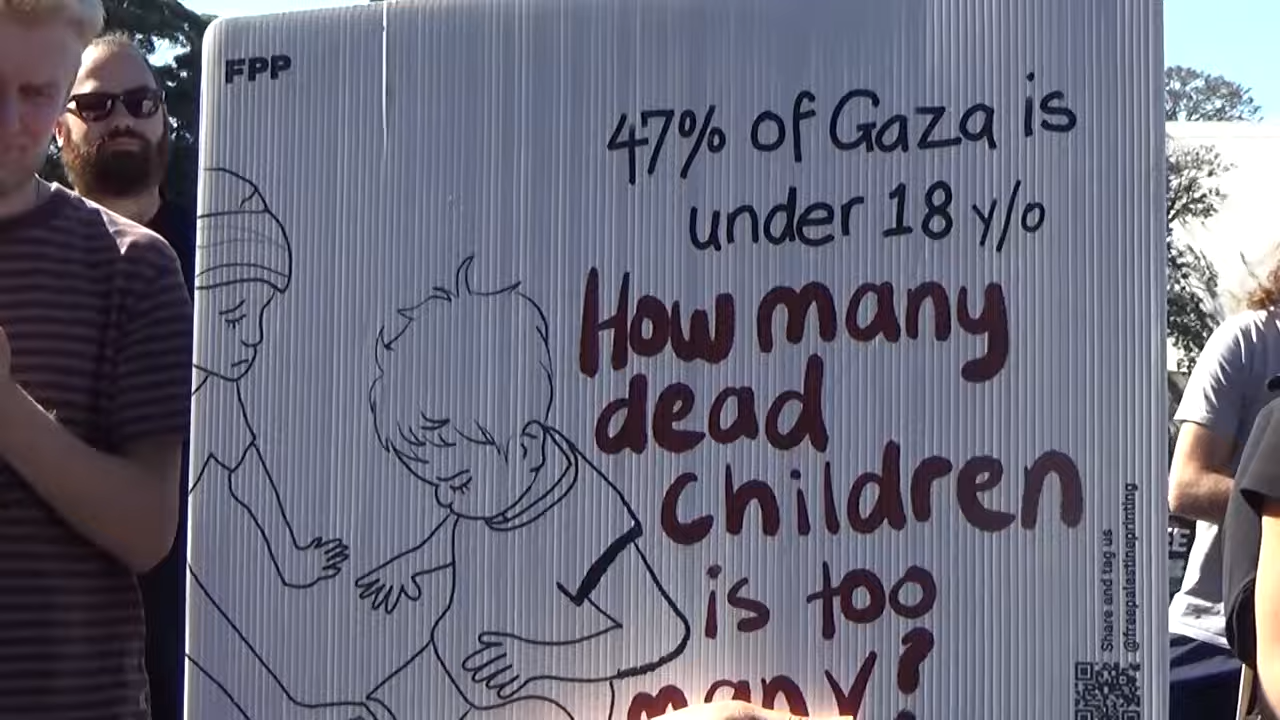 FPP
47% of Gaza is
under 18 y/o
How many
dead
children
is too
many?
Share and tag us
@freepalestineprinting